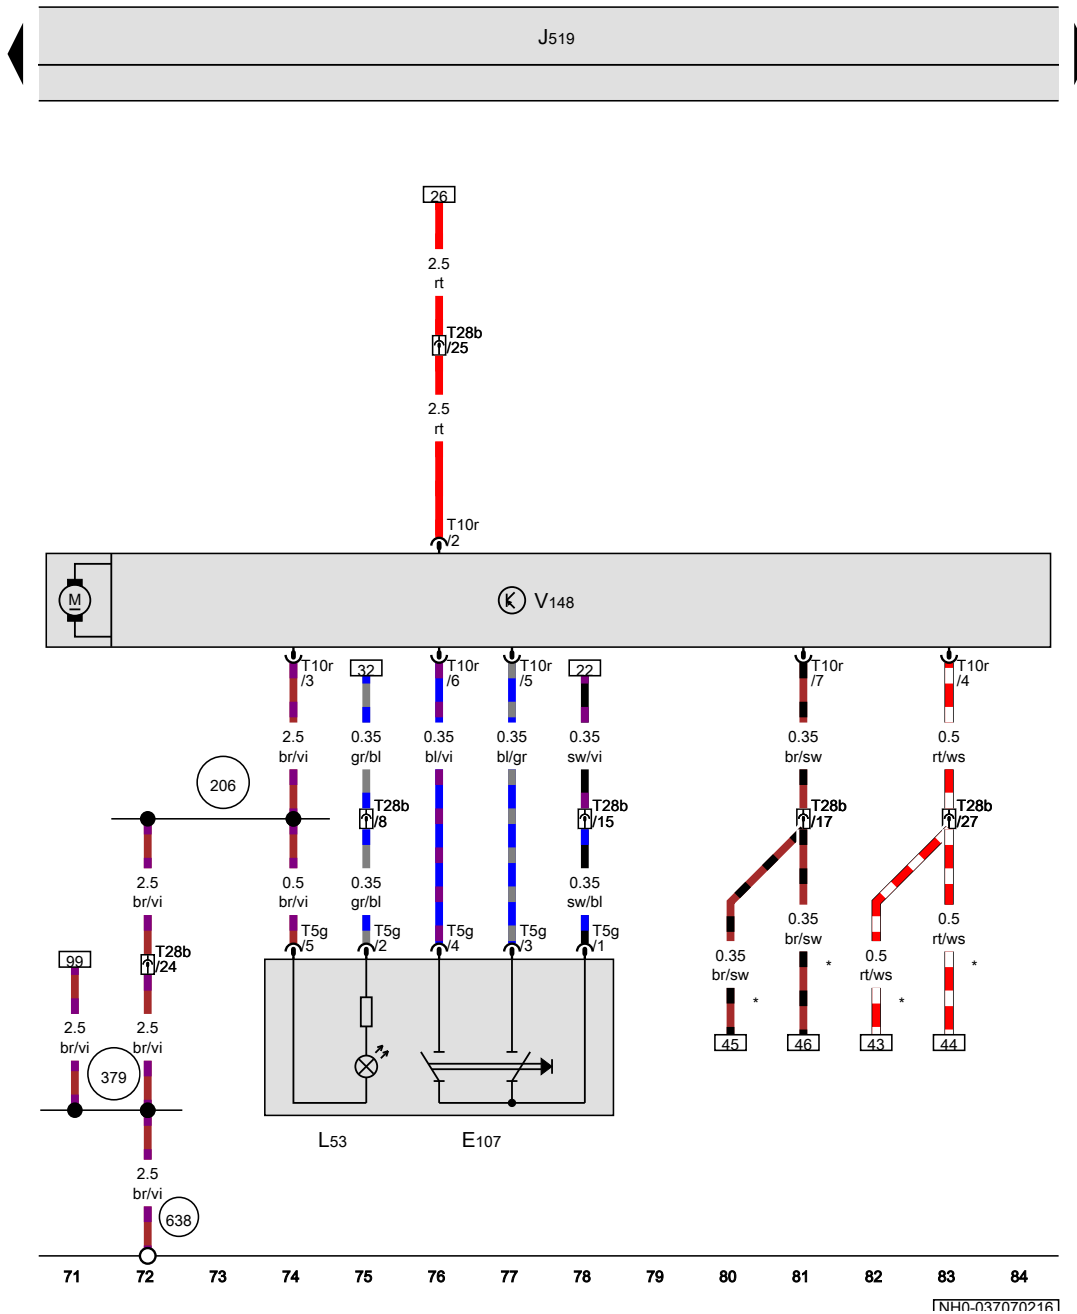 J519
26
2.5
rt
T28b
/25
2.5
rt
T10r
/2
M
V148
T10r
/3
32
T10r
/6
T10r
/5
22
T10r
/7
T10r
/4
2.5
br/vi
0.35
gr/bl
0.35
bl/vi
0.35
bl/gr
0.35
sw/vi
0.35
br/sw
0.5
rt/ws
206
T28b
/8
T28b
/15
T28b
/17
T28b
/27
2.5
br/vi
0.5
br/vi
0.35
gr/bl
0.35
sw/bl
0.35
br/sw
*
0.5
rt/ws
*
T5g
/5
T5g
/2
T5g
/4
T5g
/3
T5g
/1
99
T28b
/24
0.35
br/sw
*
0.5
rt/ws
*
2.5
br/vi
2.5
br/vi
45
46
43
44
379
L53
E107
2.5
br/vi
638
71 72 73 74 75 76 77 78 79 80 81 82 83 84
NH0-037070216